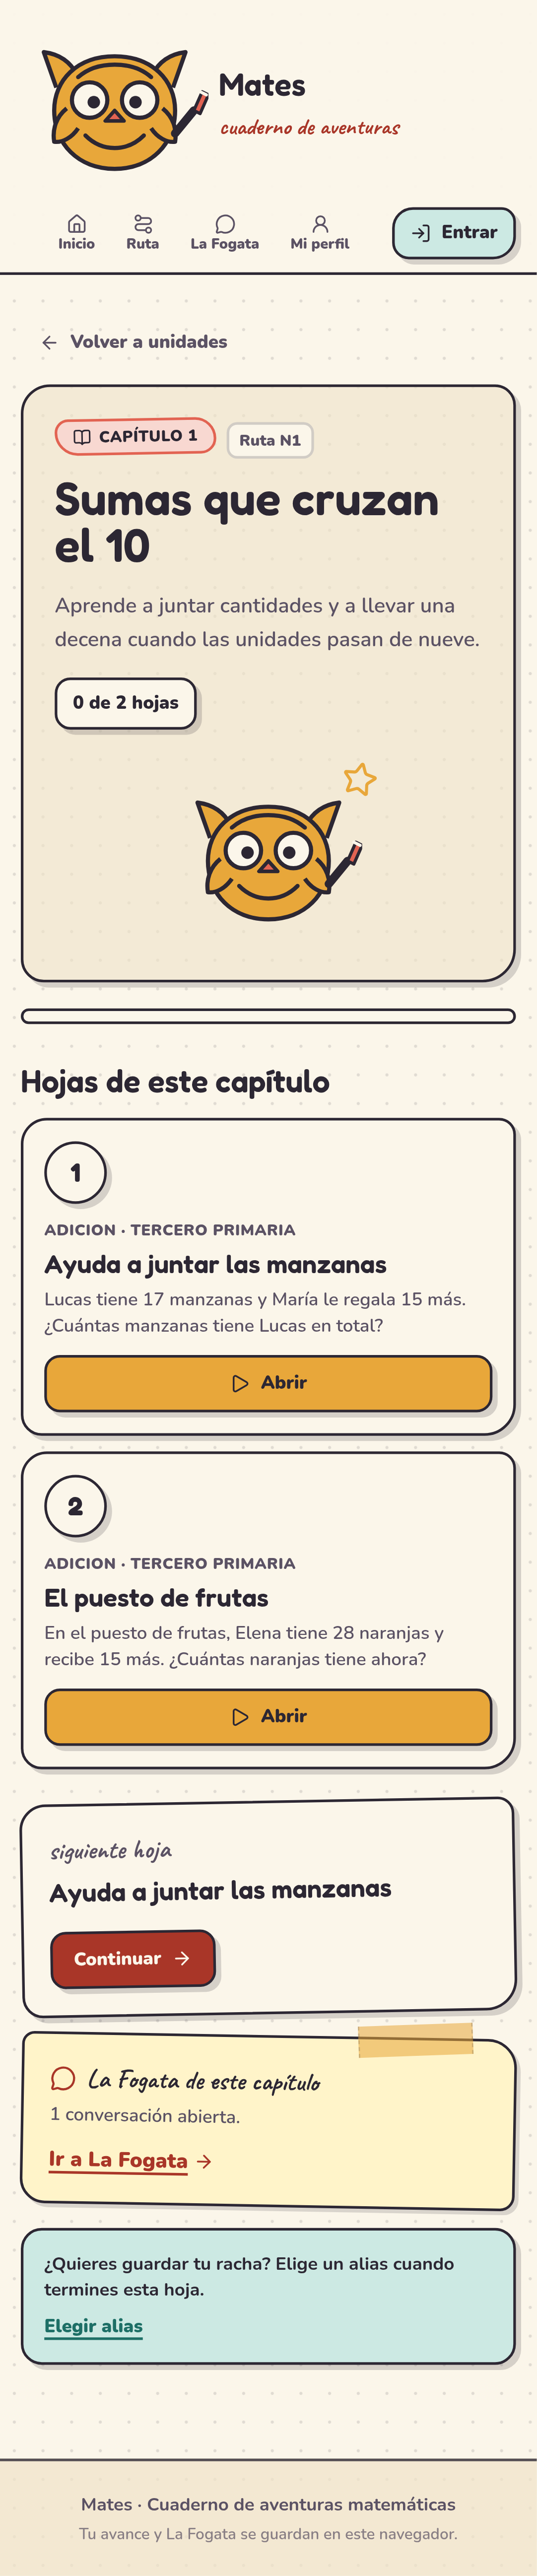 Mates
cuaderno de aventuras
Inicio
Ruta
La Fogata
Mi perfil
Entrar
Volver a unidades
CAPÍTULO 1
Ruta N1
Sumas que cruzan
el 10
Aprende a juntar cantidades y a llevar una
decena cuando las unidades pasan de nueve.
0 de 2 hojas
Hojas de este capítulo
1
ADICION · TERCERO PRIMARIA
Ayuda a juntar las manzanas
Lucas tiene 17 manzanas y María le regala 15 más.
¿Cuántas manzanas tiene Lucas en total?
Abrir
2
ADICION · TERCERO PRIMARIA
El puesto de frutas
En el puesto de frutas, Elena tiene 28 naranjas y
recibe 15 más. ¿Cuántas naranjas tiene ahora?
Abrir
siguiente hoja
Ayuda a juntar las manzanas
Continuar
La Fogata de este capítulo
1 conversación abierta.
Ir a La Fogata
¿Quieres guardar tu racha? Elige un alias cuando
termines esta hoja.
Elegir alias
Mates · Cuaderno de aventuras matemáticas
Tu avance y La Fogata se guardan en este navegador.